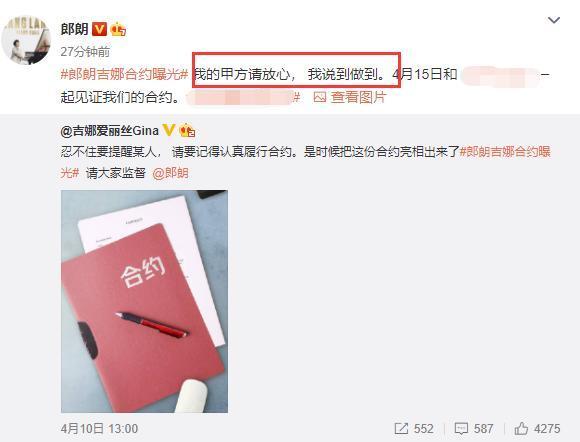 郎朗
27分钟前
#郎朗吉娜合约曝光# 我的甲方请放心， 我说到做到。4月15日和
一起见证我们的合约。
# 查看图片
@吉娜爱丽丝Gina
忍不住要提醒某人， 请要记得认真履行合约。是时候把这份合约亮相出来了#郎朗吉娜合约曝
光# 请大家监督 @郎朗
合约
4月10日 13:00
552
587
4275